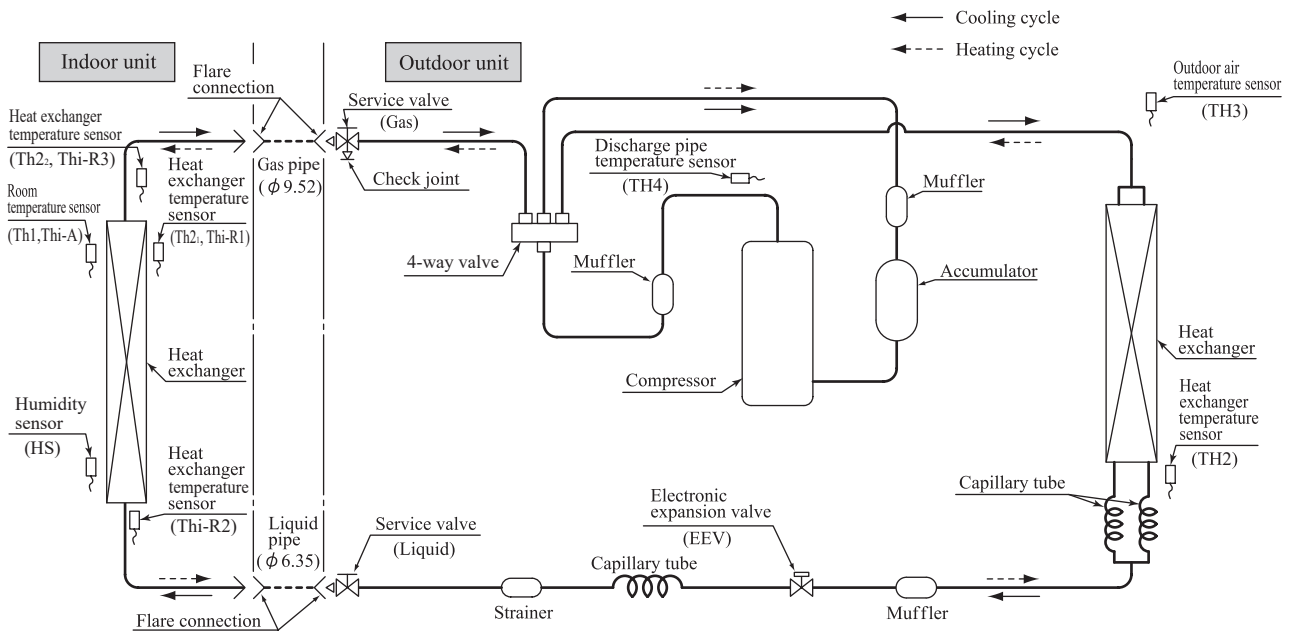 Cooling cycle
Heating cycle
Indoor unit
Outdoor unit
Flare
connection
Service valve
(Gas)
Outdoor air
temperature sensor
(TH3)
Heat exchanger
temperature sensor
(Th2₂, Thi-R3)
Heat
exchanger
temperature
sensor
(Th2₁, Thi-R1)
Gas pipe
(ϕ 9.52)
Check joint
Discharge pipe
temperature sensor
(TH4)
Muffler
Room
temperature sensor
(Th1,Thi-A)
4-way valve
Muffler
Accumulator
Heat
exchanger
Heat
exchanger
Compressor
Humidity
sensor
(HS)
Heat
exchanger
temperature
sensor
(TH2)
Heat
exchanger
temperature
sensor
(Thi-R2)
Capillary tube
Liquid
pipe
(ϕ 6.35)
Service valve
(Liquid)
Electronic
expansion valve
(EEV)
Capillary tube
Strainer
Muffler
Flare connection